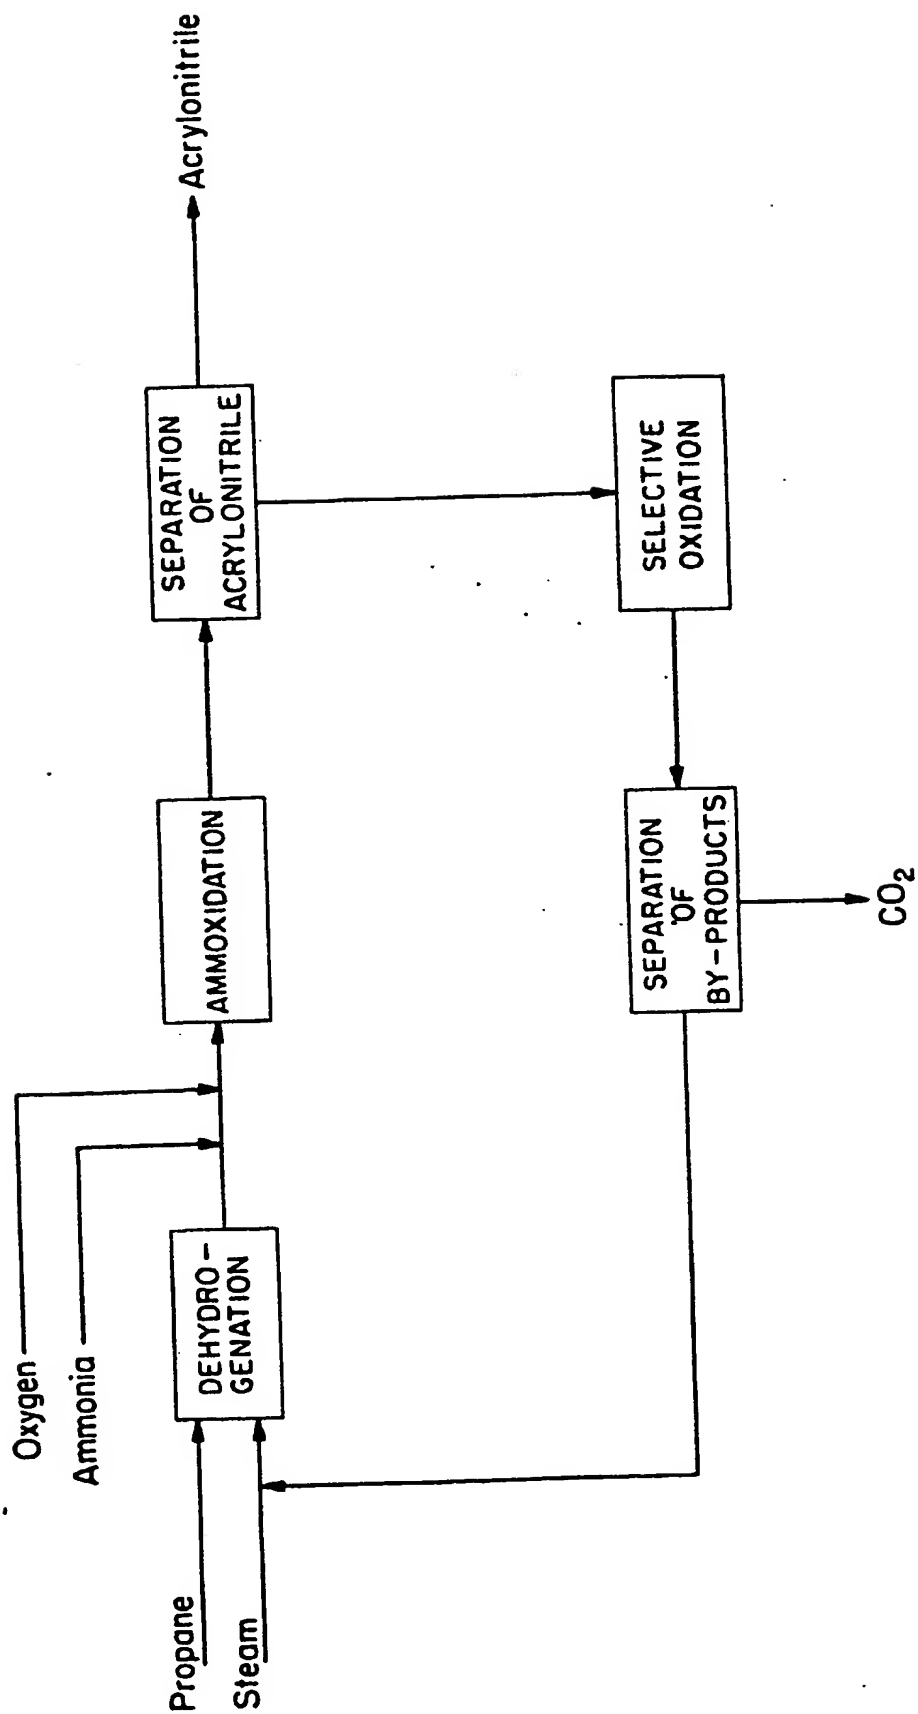 Oxygen
Ammonia
Propane
Steam
DEHYDRO-
GENATION
AMMOXIDATION
SEPARATION
OF
ACRYLONITRILE
Acrylonitrile
SELECTIVE
OXIDATION
SEPARATION
OF
BY-PRODUCTS
CO2